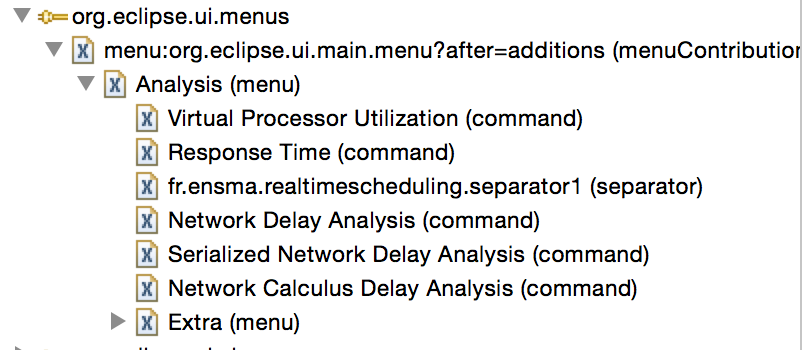 org.eclipse.ui.menus
menu:org.eclipse.ui.main.menu?after=additions (menuContribution
Analysis (menu)
Virtual Processor Utilization (command)
Response Time (command)
fr.ensma.realtimescheduling.separator1 (separator)
Network Delay Analysis (command)
Serialized Network Delay Analysis (command)
Network Calculus Delay Analysis (command)
Extra (menu)